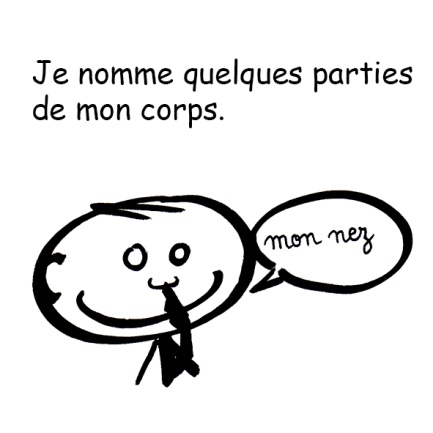 Je nomme quelques parties
de mon corps.
mon nez